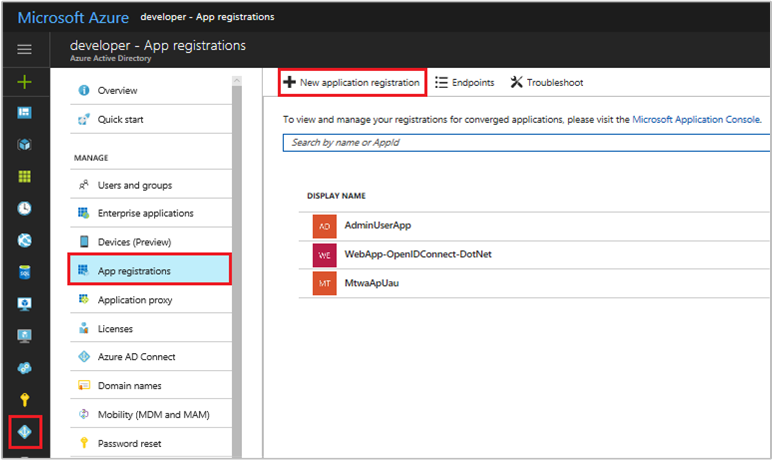 Microsoft Azure developer - App registrations
developer - App registrations
Azure Active Directory
Overview
Quick start
MANAGE
Users and groups
Enterprise applications
Devices (Preview)
App registrations
Application proxy
Licenses
Azure AD Connect
Domain names
Mobility (MDM and MAM)
Password reset
New application registration Endpoints Troubleshoot
To view and manage your registrations for converged applications, please visit the Microsoft Application Console.
Search by name or AppId
DISPLAY NAME
AD AdminUserApp
WE WebApp-OpenIDConnect-DotNet
MT MtwaApUau